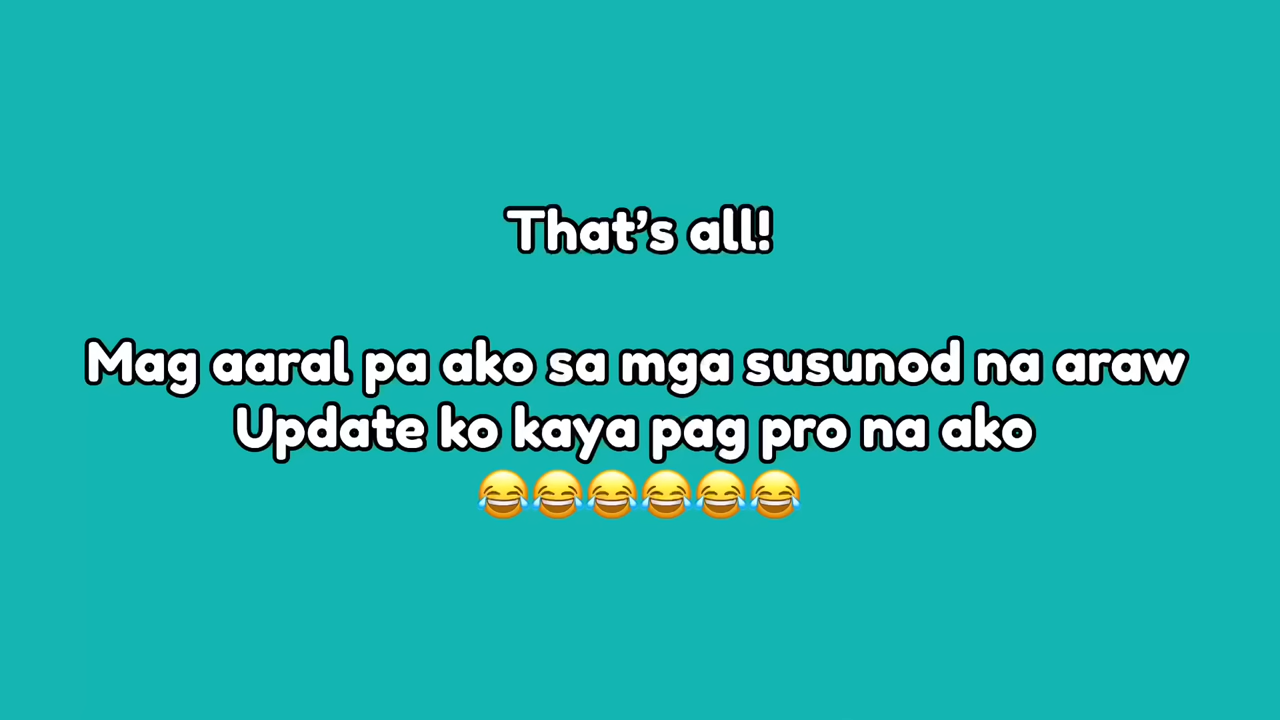 That's all!
Mag aaral pa ako sa mga susunod na araw
Update ko kaya pag pro na ako
😂😂😂😂😂😂